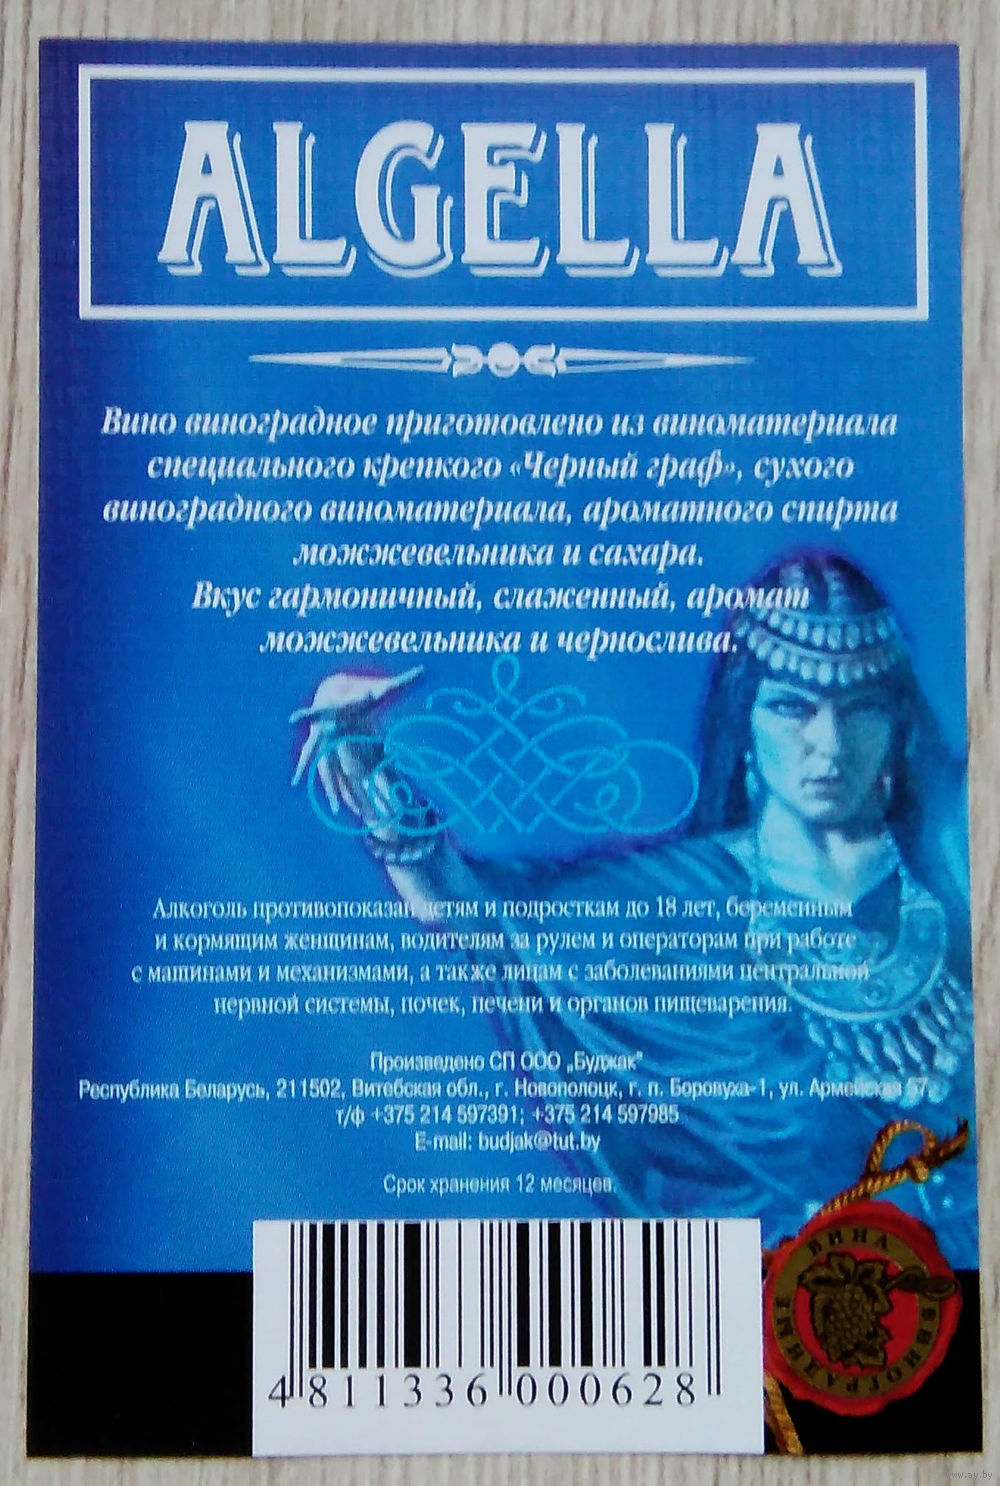 ALGELLA
Вино виноградное приготовлено из виноматериала
специального крепкого «Черный граф», сухого
виноградного виноматериала, ароматного спирта
можжевельника и сахара.
Вкус гармоничный, слаженный, аромат
можжевельника и чернослива.
Алкоголь противопоказан детям и подросткам до 18 лет, беременным
и кормящим женщинам, водителям за рулем и операторам при работе
с машинами и механизмами, а также лицам с заболеваниями центральной
нервной системы, почек, печени и органов пищеварения.
Произведено СП ООО „Буджак"
Республика Беларусь, 211502, Витебская обл., г. Новополоцк, г. п. Боровуха-1, ул. Армейская 57,
т/ф +375 214 597391; +375 214 597985
E-mail: budjak@tut.by
Срок хранения 12 месяцев.
ВИНА ВИНОГРАДНЫЕ
4 811336 000628
www.ay.by